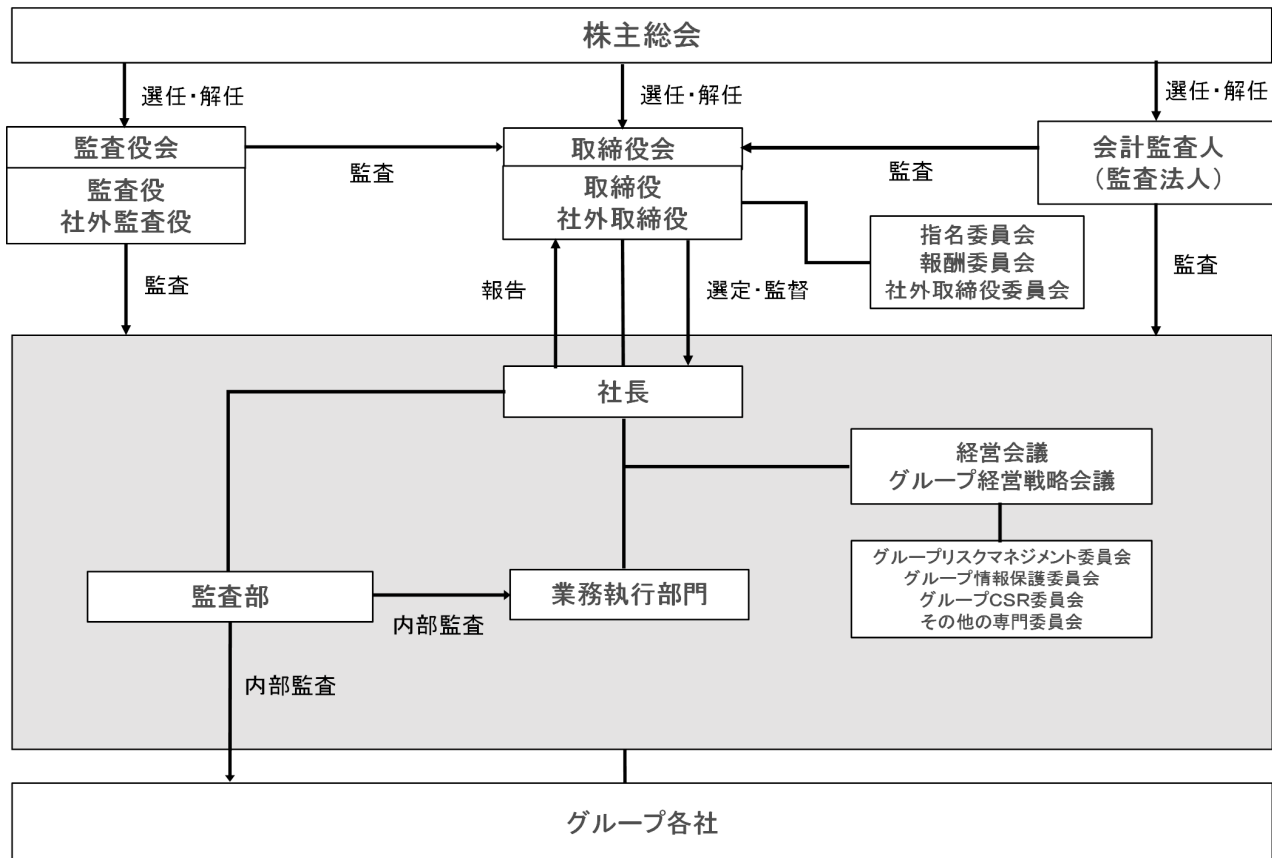 株主総会
選任・解任
選任・解任
選任・解任
監査役会
監査役
社外監査役
監査
取締役会
取締役
社外取締役
監査
会計監査人
（監査法人）
指名委員会
報酬委員会
社外取締役委員会
監査
報告
選定・監督
監査
社長
経営会議
グループ経営戦略会議
グループリスクマネジメント委員会
グループ情報保護委員会
グループCSR委員会
その他の専門委員会
監査部
内部監査
業務執行部門
内部監査
グループ各社